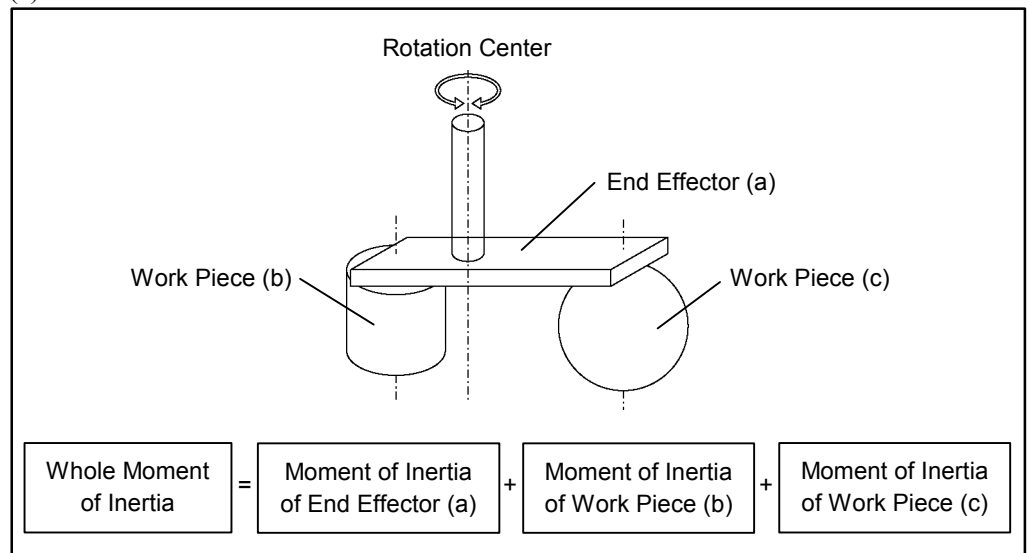 Rotation Center
End Effector (a)
Work Piece (b)
Work Piece (c)
Whole Moment
of Inertia
=
Moment of Inertia
of End Effector (a)
+
Moment of Inertia
of Work Piece (b)
+
Moment of Inertia
of Work Piece (c)